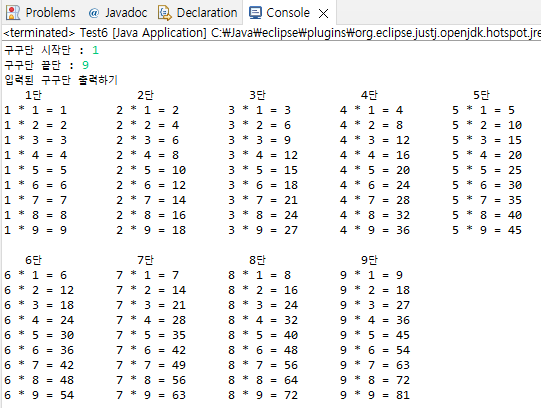 Problems Javadoc Declaration Console
<terminated> Test6 [Java Application] C:₩Java₩eclipse₩plugins₩org.eclipse.justj.openjdk.hotspot.jre
구구단 시작단 : 1
구구단 끝단 : 9
입력된 구구단 출력하기
1단 2단 3단 4단 5단
1 * 1 = 1 2 * 1 = 2 3 * 1 = 3 4 * 1 = 4 5 * 1 = 5
1 * 2 = 2 2 * 2 = 4 3 * 2 = 6 4 * 2 = 8 5 * 2 = 10
1 * 3 = 3 2 * 3 = 6 3 * 3 = 9 4 * 3 = 12 5 * 3 = 15
1 * 4 = 4 2 * 4 = 8 3 * 4 = 12 4 * 4 = 16 5 * 4 = 20
1 * 5 = 5 2 * 5 = 10 3 * 5 = 15 4 * 5 = 20 5 * 5 = 25
1 * 6 = 6 2 * 6 = 12 3 * 6 = 18 4 * 6 = 24 5 * 6 = 30
1 * 7 = 7 2 * 7 = 14 3 * 7 = 21 4 * 7 = 28 5 * 7 = 35
1 * 8 = 8 2 * 8 = 16 3 * 8 = 24 4 * 8 = 32 5 * 8 = 40
1 * 9 = 9 2 * 9 = 18 3 * 9 = 27 4 * 9 = 36 5 * 9 = 45
6단 7단 8단 9단
6 * 1 = 6 7 * 1 = 7 8 * 1 = 8 9 * 1 = 9
6 * 2 = 12 7 * 2 = 14 8 * 2 = 16 9 * 2 = 18
6 * 3 = 18 7 * 3 = 21 8 * 3 = 24 9 * 3 = 27
6 * 4 = 24 7 * 4 = 28 8 * 4 = 32 9 * 4 = 36
6 * 5 = 30 7 * 5 = 35 8 * 5 = 40 9 * 5 = 45
6 * 6 = 36 7 * 6 = 42 8 * 6 = 48 9 * 6 = 54
6 * 7 = 42 7 * 7 = 49 8 * 7 = 56 9 * 7 = 63
6 * 8 = 48 7 * 8 = 56 8 * 8 = 64 9 * 8 = 72
6 * 9 = 54 7 * 9 = 63 8 * 9 = 72 9 * 9 = 81